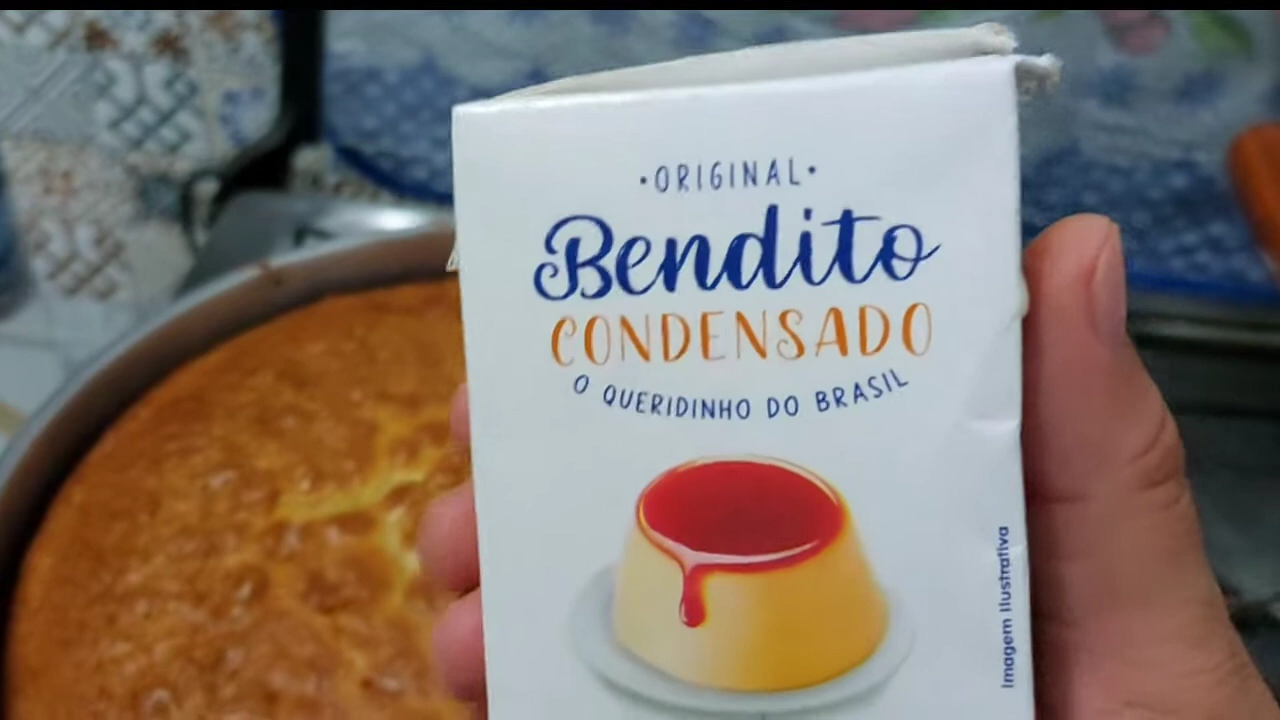 ·ORIGINAL·
Bendito
CONDENSADO
O QUERIDINHO DO BRASIL
Imagem Ilustrativa